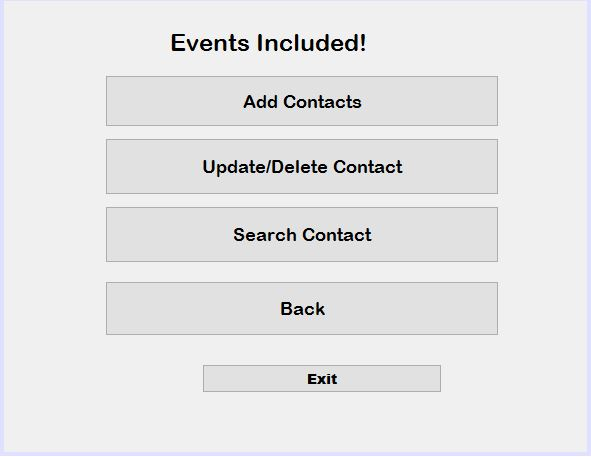 Events Included!
Add Contacts
Update/Delete Contact
Search Contact
Back
Exit